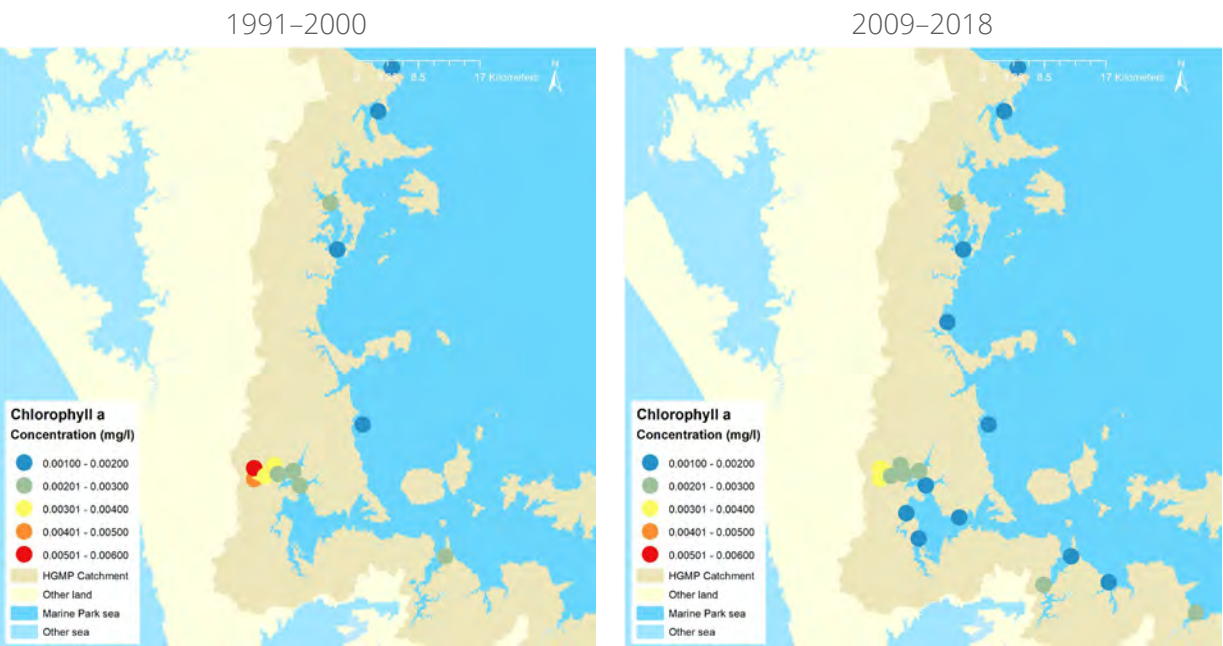 1991–2000
2009–2018
8.5
17 Kilometers
N
8.5
17 Kilometers
N
Chlorophyll a
Concentration (mg/l)
0.00100 - 0.00200
0.00201 - 0.00300
0.00301 - 0.00400
0.00401 - 0.00500
0.00501 - 0.00600
HGMP Catchment
Other land
Marine Park sea
Other sea
Chlorophyll a
Concentration (mg/l)
0.00100 - 0.00200
0.00201 - 0.00300
0.00301 - 0.00400
0.00401 - 0.00500
0.00501 - 0.00600
HGMP Catchment
Other land
Marine Park sea
Other sea